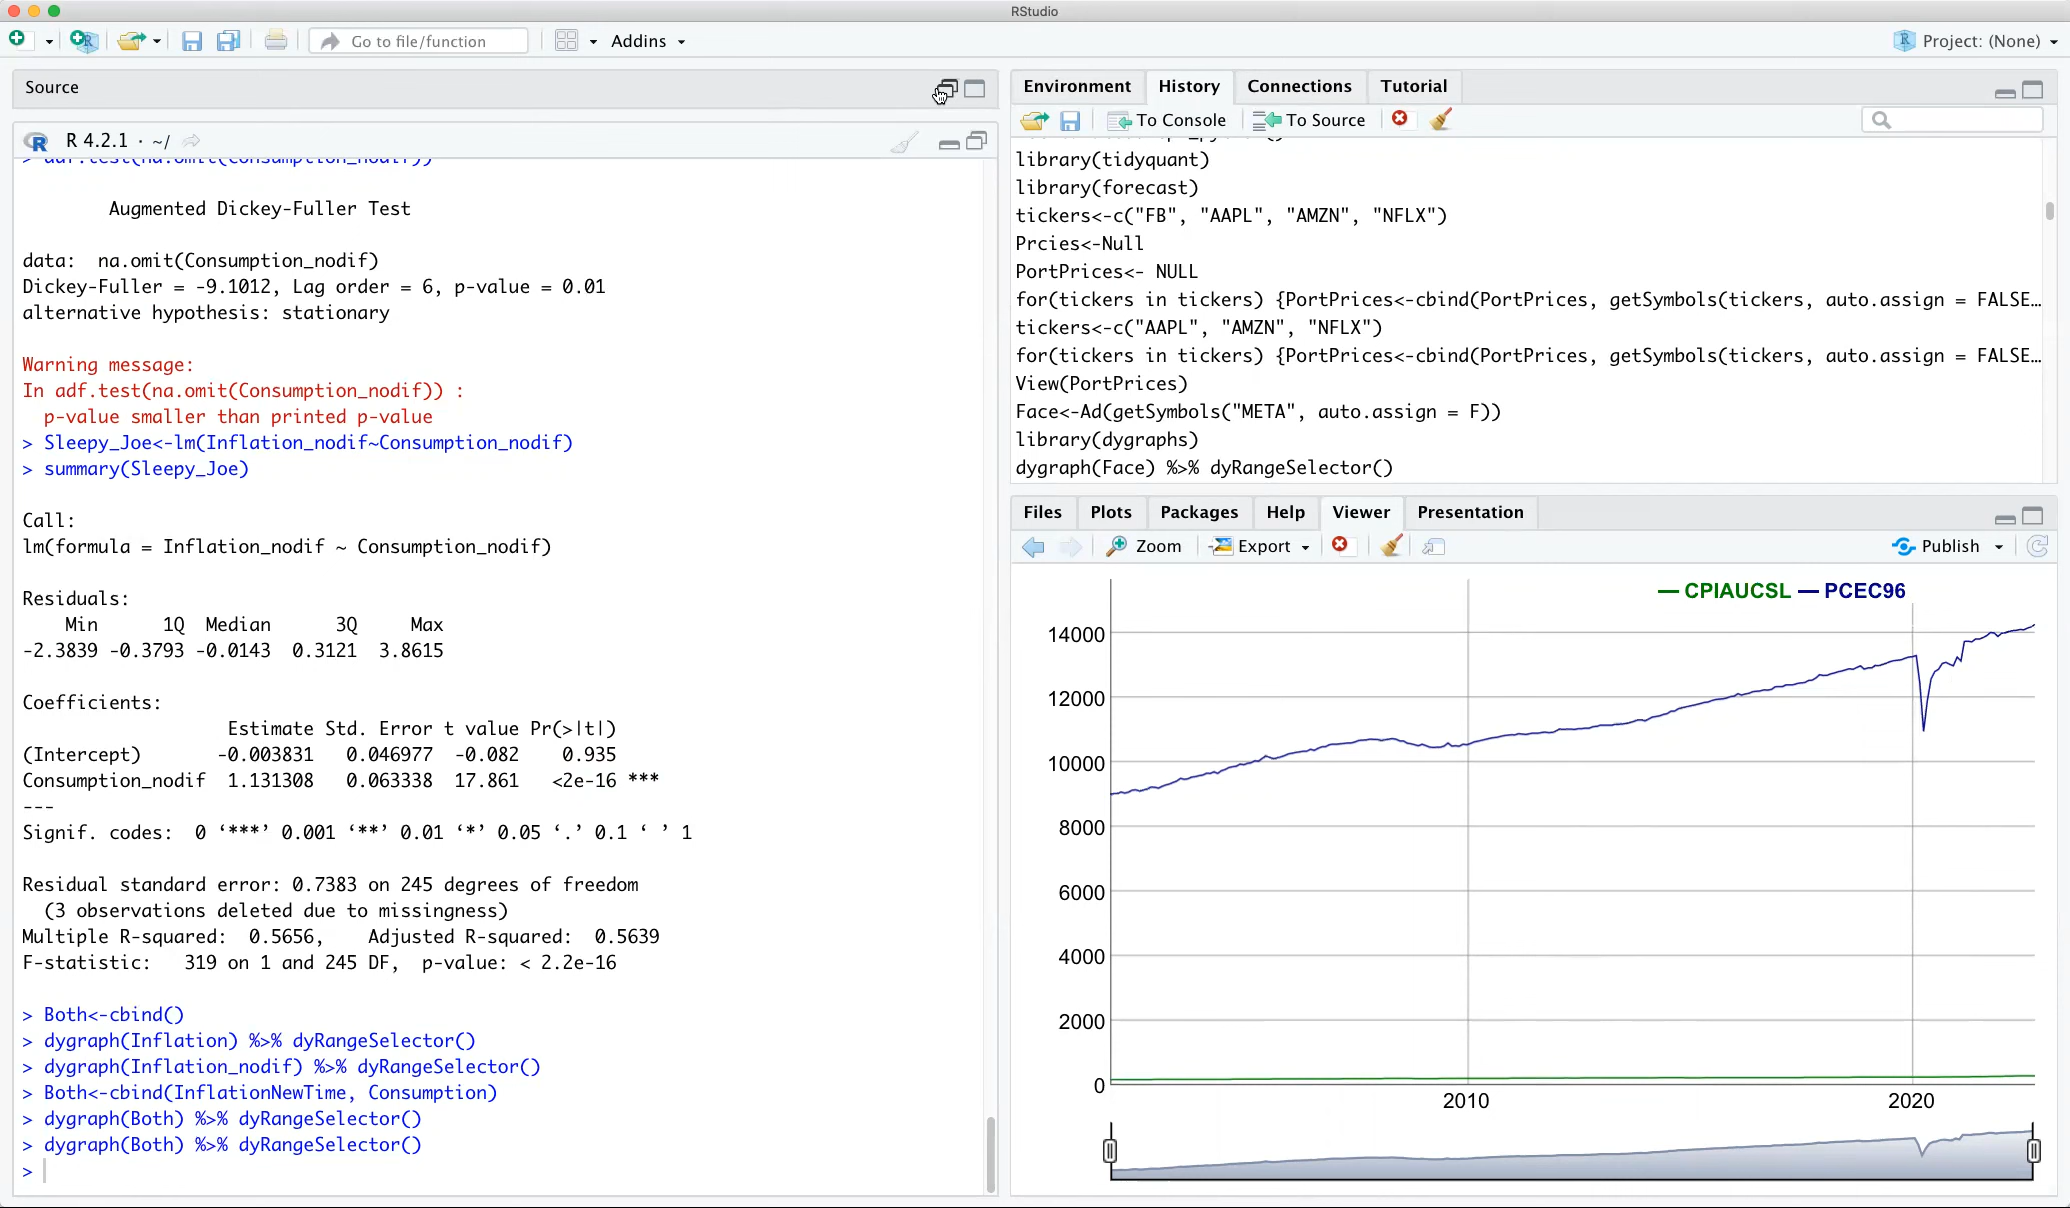 RStudio
Go to file/function
Addins
Project: (None)
Source
R 4.2.1 · ~/
> adf.test(na.omit(Consumption_nodif))
Augmented Dickey-Fuller Test
data:  na.omit(Consumption_nodif)
Dickey-Fuller = -9.1012, Lag order = 6, p-value = 0.01
alternative hypothesis: stationary
Warning message:
In adf.test(na.omit(Consumption_nodif)) :
p-value smaller than printed p-value
> Sleepy_Joe<-lm(Inflation_nodif~Consumption_nodif)
> summary(Sleepy_Joe)
Call:
lm(formula = Inflation_nodif ~ Consumption_nodif)
Residuals:
Min 1Q Median 3Q Max
-2.3839 -0.3793 -0.0143 0.3121 3.8615
Coefficients:
Estimate Std. Error t value Pr(>|t|)
(Intercept) -0.003831 0.046977 -0.082 0.935
Consumption_nodif 1.131308 0.063338 17.861 <2e-16 ***
---
Signif. codes:  0 ‘***’ 0.001 ‘**’ 0.01 ‘*’ 0.05 ‘.’ 0.1 ‘ ’ 1
Residual standard error: 0.7383 on 245 degrees of freedom
(3 observations deleted due to missingness)
Multiple R-squared:  0.5656, Adjusted R-squared:  0.5639
F-statistic: 319 on 1 and 245 DF,  p-value: < 2.2e-16
> Both<-cbind()
> dygraph(Inflation) %>% dyRangeSelector()
> dygraph(Inflation_nodif) %>% dyRangeSelector()
> Both<-cbind(InflationNewTime, Consumption)
> dygraph(Both) %>% dyRangeSelector()
> dygraph(Both) %>% dyRangeSelector()
>
Environment History Connections Tutorial
To Console To Source
library(tidyquant)
library(forecast)
tickers<-c("FB", "AAPL", "AMZN", "NFLX")
Prcies<-Null
PortPrices<- NULL
for(tickers in tickers) {PortPrices<-cbind(PortPrices, getSymbols(tickers, auto.assign = FALSE…
tickers<-c("AAPL", "AMZN", "NFLX")
for(tickers in tickers) {PortPrices<-cbind(PortPrices, getSymbols(tickers, auto.assign = FALSE…
View(PortPrices)
Face<-Ad(getSymbols("META", auto.assign = F))
library(dygraphs)
dygraph(Face) %>% dyRangeSelector()
Files Plots Packages Help Viewer Presentation
Zoom Export Publish
CPIAUCSL PCEC96
14000
12000
10000
8000
6000
4000
2000
0
2010 2020